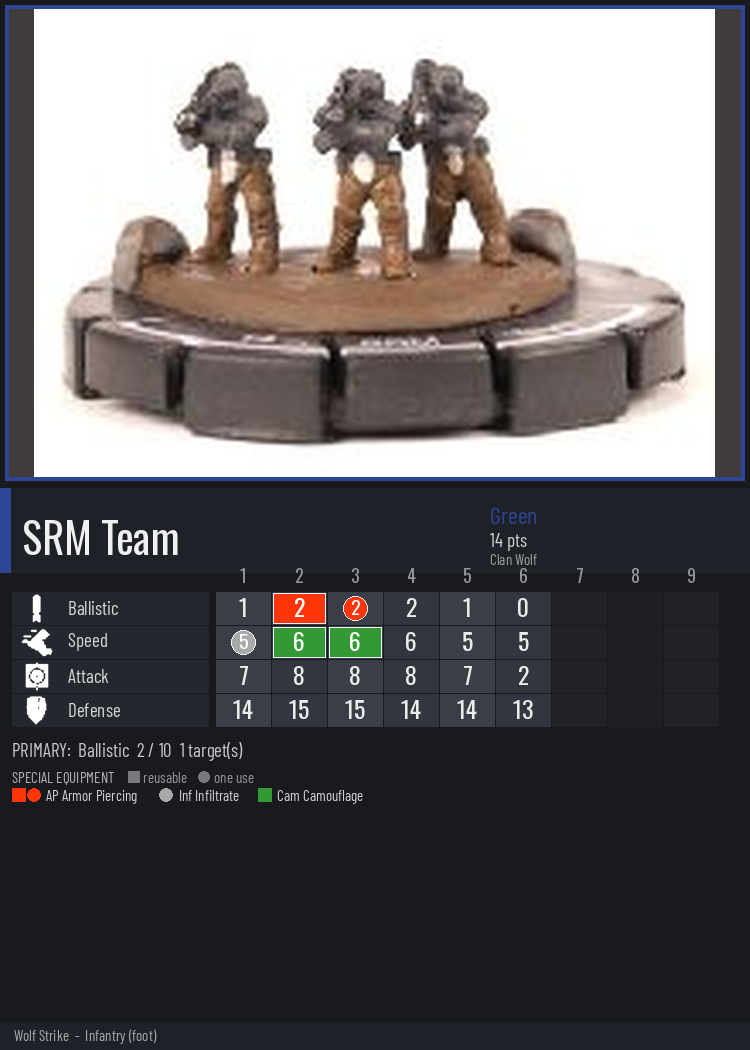 SRM Team
Green
14 pts
Clan Wolf
1 2 3 4 5 6 7 8 9
Ballistic 1 2 2 2 1 0
Speed 5 6 6 6 5 5
Attack 7 8 8 8 7 2
Defense 14 15 15 14 14 13
PRIMARY: Ballistic 2 / 10 1 target(s)
SPECIAL EQUIPMENT reusable one use
AP Armor Piercing Inf Infiltrate Cam Camouflage
Wolf Strike - Infantry (foot)